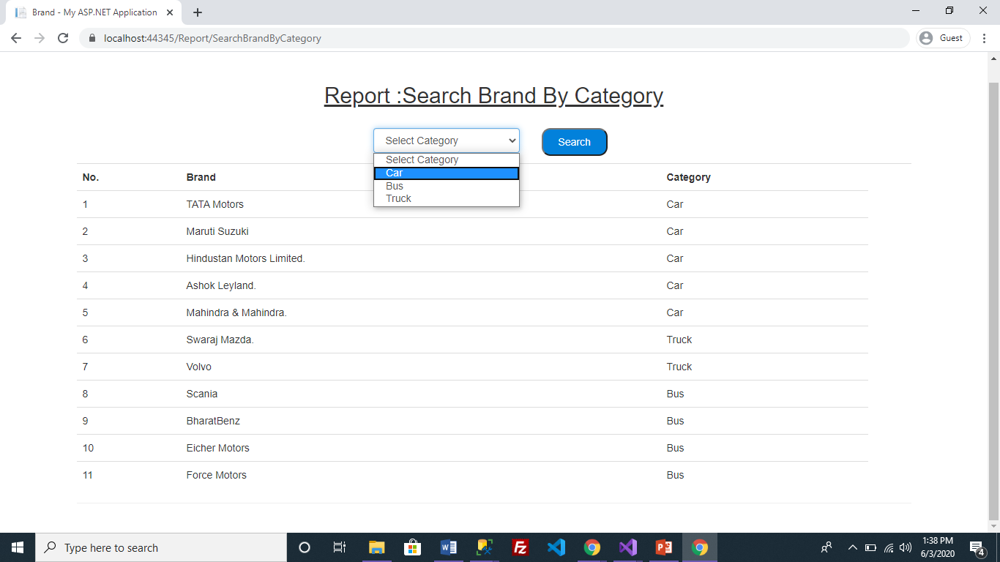 Brand - My ASP.NET Application
localhost:44345/Report/SearchBrandByCategory
Guest
Report :Search Brand By Category
Select Category
Search
Select Category
Car
Bus
Truck
No. Brand Category
1 TATA Motors Car
2 Maruti Suzuki Car
3 Hindustan Motors Limited. Car
4 Ashok Leyland. Car
5 Mahindra & Mahindra. Car
6 Swaraj Mazda. Truck
7 Volvo Truck
8 Scania Bus
9 BharatBenz Bus
10 Eicher Motors Bus
11 Force Motors Bus
Type here to search
1:38 PM
6/3/2020
4